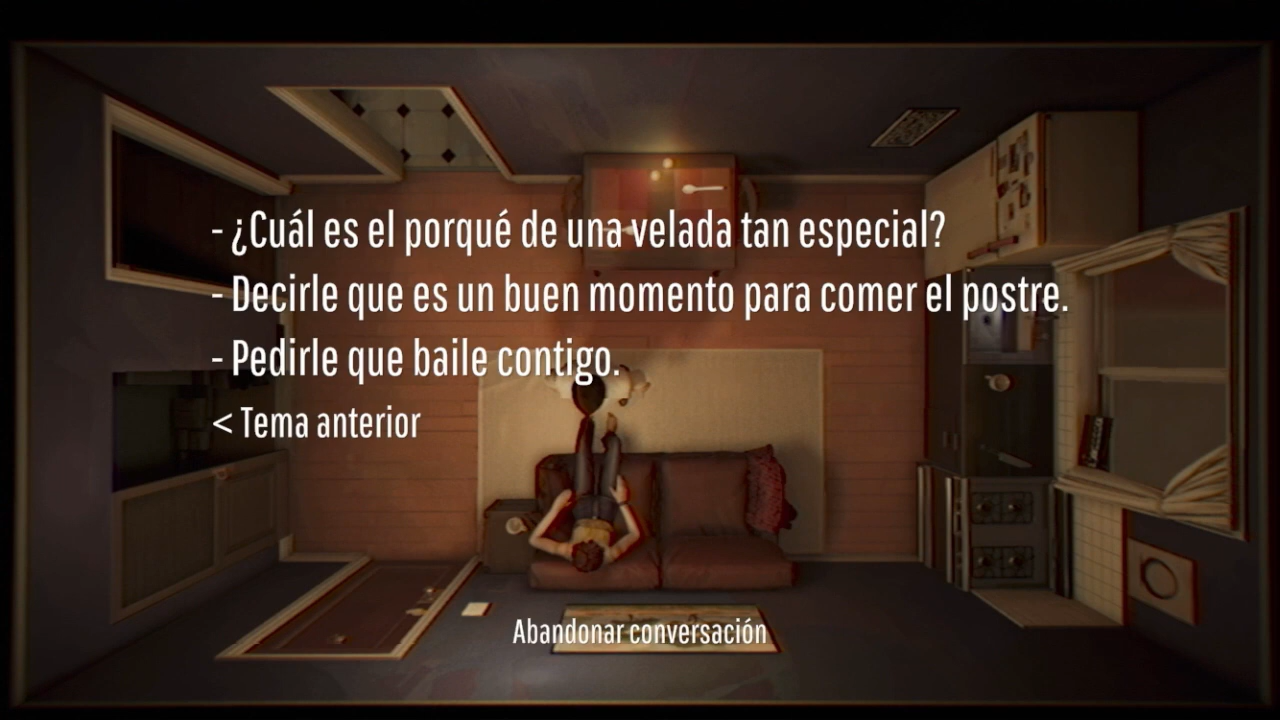 - ¿Cuál es el porqué de una velada tan especial?
- Decirle que es un buen momento para comer el postre.
- Pedirle que baile contigo.
< Tema anterior
Abandonar conversación